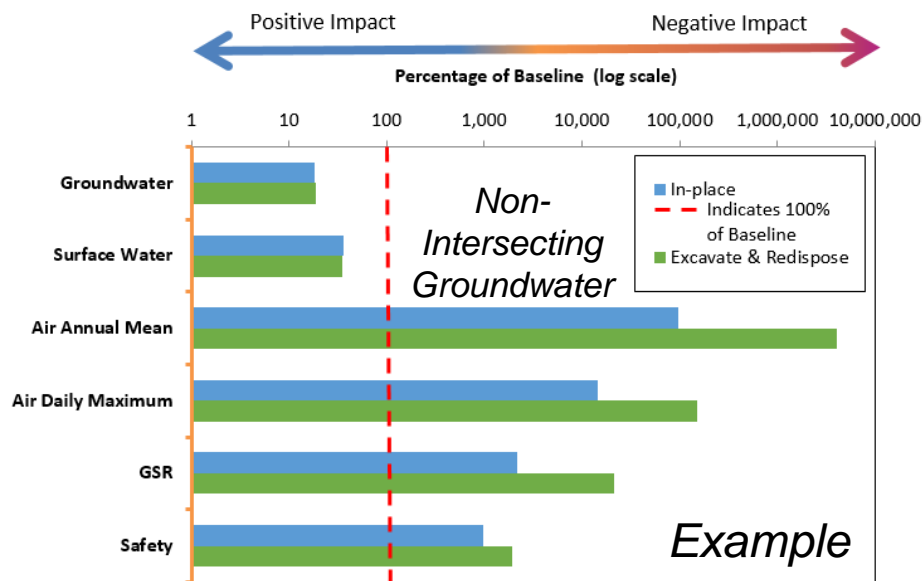 Positive Impact
Negative Impact
Percentage of Baseline (log scale)
1 10 100 1,000 10,000 100,000 1,000,000 10,000,000
Groundwater
Surface Water
Air Annual Mean
Air Daily Maximum
GSR
Safety
Non-
Intersecting
Groundwater
In-place
Indicates 100%
of Baseline
Excavate & Redispose
Example